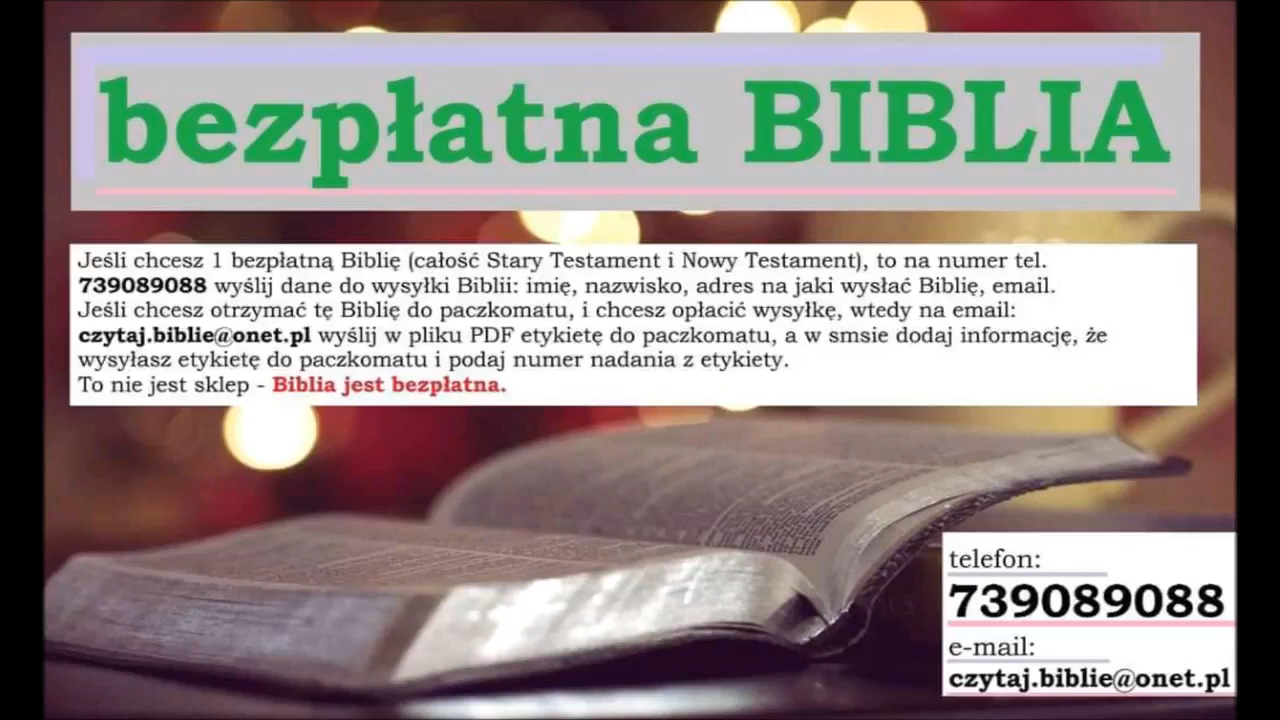 bezpłatna BIBLIA
Jeśli chcesz 1 bezpłatną Biblię (całość Stary Testament i Nowy Testament), to na numer tel.
739089088 wyślij dane do wysyłki Biblii: imię, nazwisko, adres na jaki wysłać Biblię, email.
Jeśli chcesz otrzymać tę Biblię do paczkomatu, i chcesz opłacić wysyłkę, wtedy na email:
czytaj.biblie@onet.pl wyślij w pliku PDF etykietę do paczkomatu, a w smsie dodaj informację, że
wysyłasz etykietę do paczkomatu i podaj numer nadania z etykiety.
To nie jest sklep - Biblia jest bezpłatna.
telefon:
739089088
e-mail:
czytaj.biblie@onet.pl